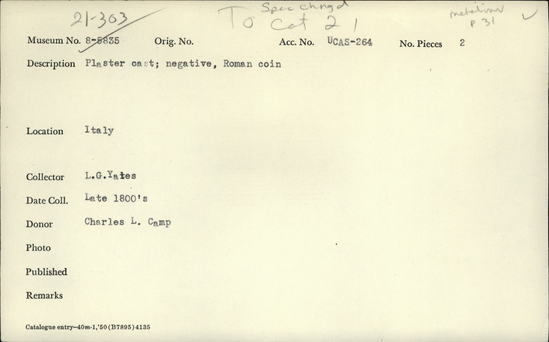 21-303
Spec chngd
To Cat 21
p 31
Museum No. 8-5835 Orig. No. Acc. No. UCAS-264 No. Pieces 2
Description Plaster cast; negative, Roman coin
Location Italy
Collector L.G.Yates
Date Coll. Late 1800's
Donor Charles L. Camp
Photo
Published
Remarks
Catalogue entry—40m-1,'50(B7895)4135